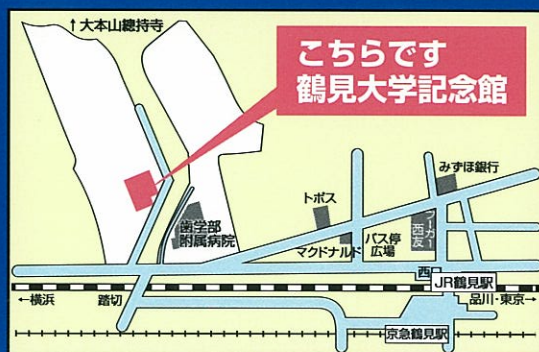 ↑大本山總持寺
こちらです
鶴見大学記念館
みずほ銀行
トポス
歯学部
附属病院
マクドナルド
バス停
広場
フーガー
西友
西
JR鶴見駅
←横浜
踏切
品川・東京→
京急鶴見駅